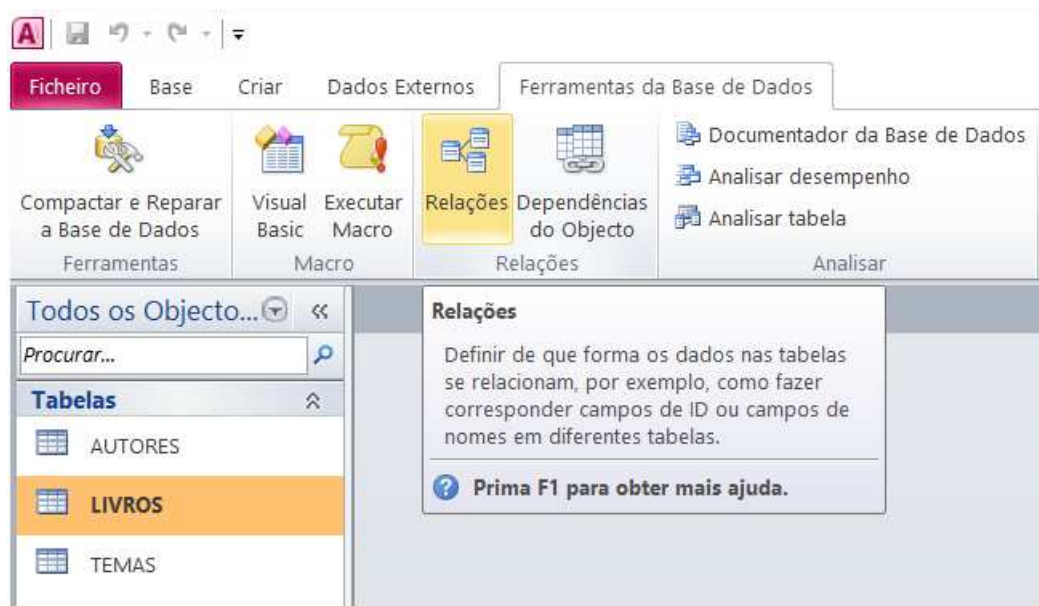 A
Ficheiro Base Criar Dados Externos Ferramentas da Base de Dados
Compactar e Reparar
a Base de Dados
Ferramentas
Visual
Basic
Executar
Macro
Macro
Relações
Dependências
do Objecto
Relações
Documentador da Base de Dados
Analisar desempenho
Analisar tabela
Analisar
Todos os Objecto...
Procurar...
Tabelas
AUTORES
LIVROS
TEMAS
Relações
Definir de que forma os dados nas tabelas
se relacionam, por exemplo, como fazer
corresponder campos de ID ou campos de
nomes em diferentes tabelas.
Prima F1 para obter mais ajuda.